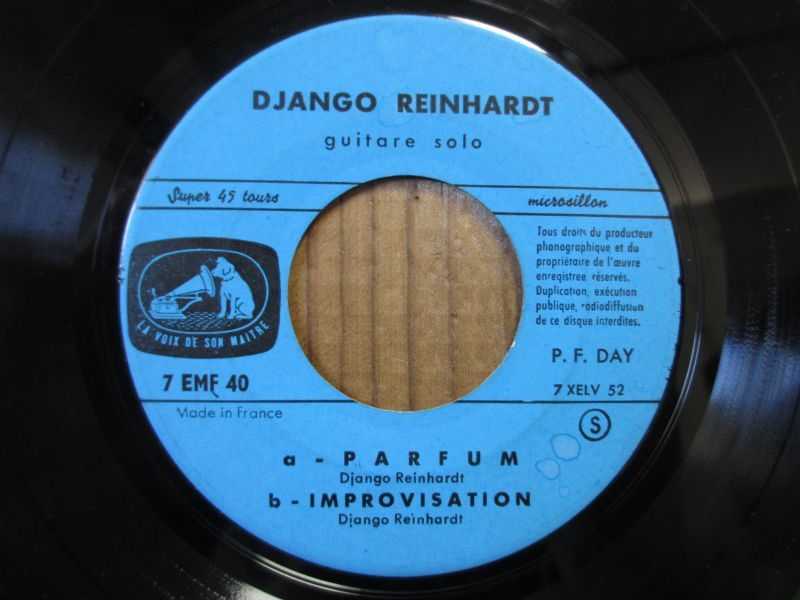 DJANGO REINHARDT
guitare solo
Super 45 tours
microsillon
Tous droits du producteur
phonographique et du
propriétaire de l'œuvre
enregistree réservés.
Duplication, exécution
publique, radiodiffusion
de ce disque interdites.
LA VOIX DE SON MAITRE
P. F. DAY
7 EMF 40
7 XELV 52
Made in France
S
a - PARFUM
Django Reinhardt
b - IMPROVISATION
Django Reinhardt